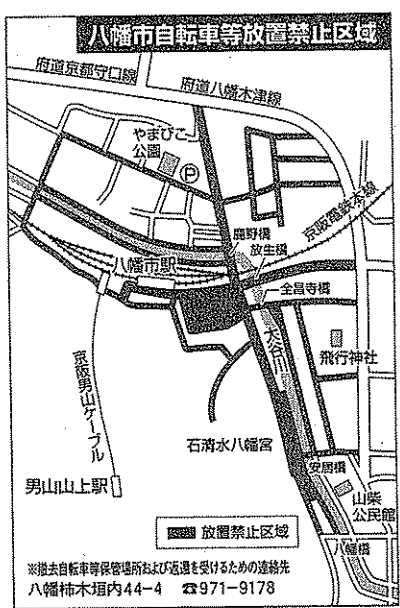 八幡市自転車等放置禁止区域
府道京都守口線
府道八幡木津線
やまびこ
公園
P
京阪電鉄本線
鹿野橋
放生橋
八幡市駅
全昌寺橋
大谷川
飛行神社
京阪男山ケーブル
石清水八幡宮
男山山上駅
安居橋
山柴
公民館
八幡橋
放置禁止区域
※撤去自転車等保管場所および返還を受けるための連絡先
八幡柿木垣内44-4 ☎971-9178